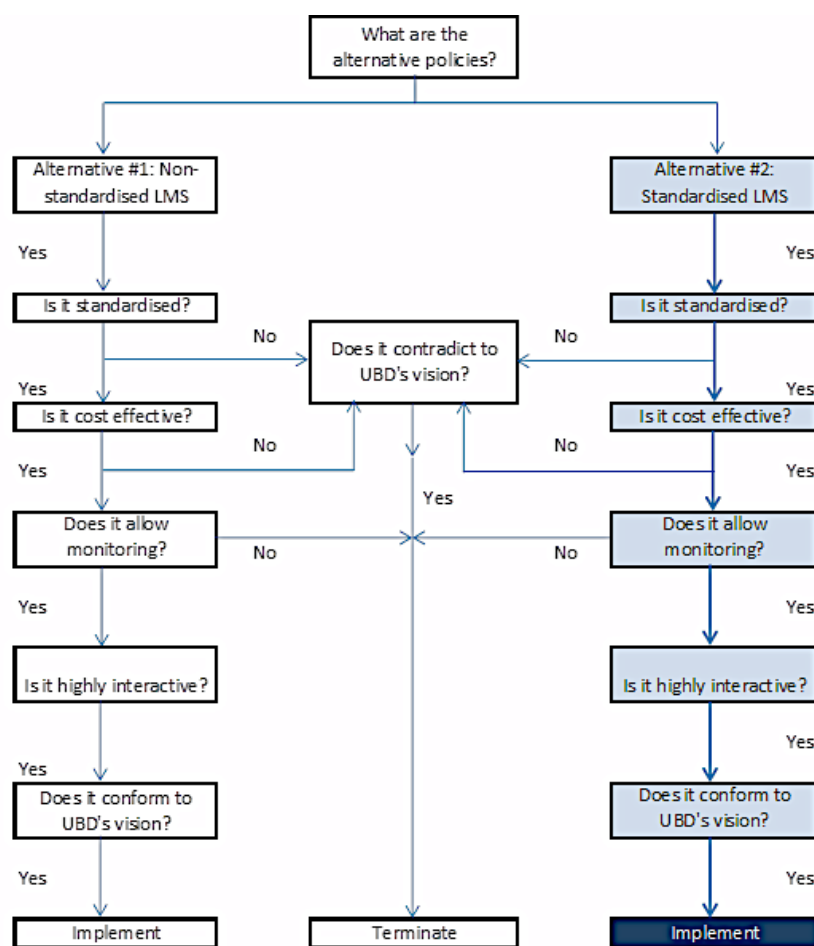 What are the
alternative policies?
Alternative #1: Non-
standardised LMS
Alternative #2:
Standardised LMS
Yes
Yes
Is it standardised?
Is it standardised?
No
No
Does it contradict to
UBD's vision?
Yes
Yes
Is it cost effective?
Is it cost effective?
No
No
Yes
Yes
Yes
Does it allow
monitoring?
Does it allow
monitoring?
No
No
Yes
Yes
Is it highly interactive?
Is it highly interactive?
Yes
Yes
Does it conform to
UBD's vision?
Does it conform to
UBD's vision?
Yes
Yes
Implement
Terminate
Implement